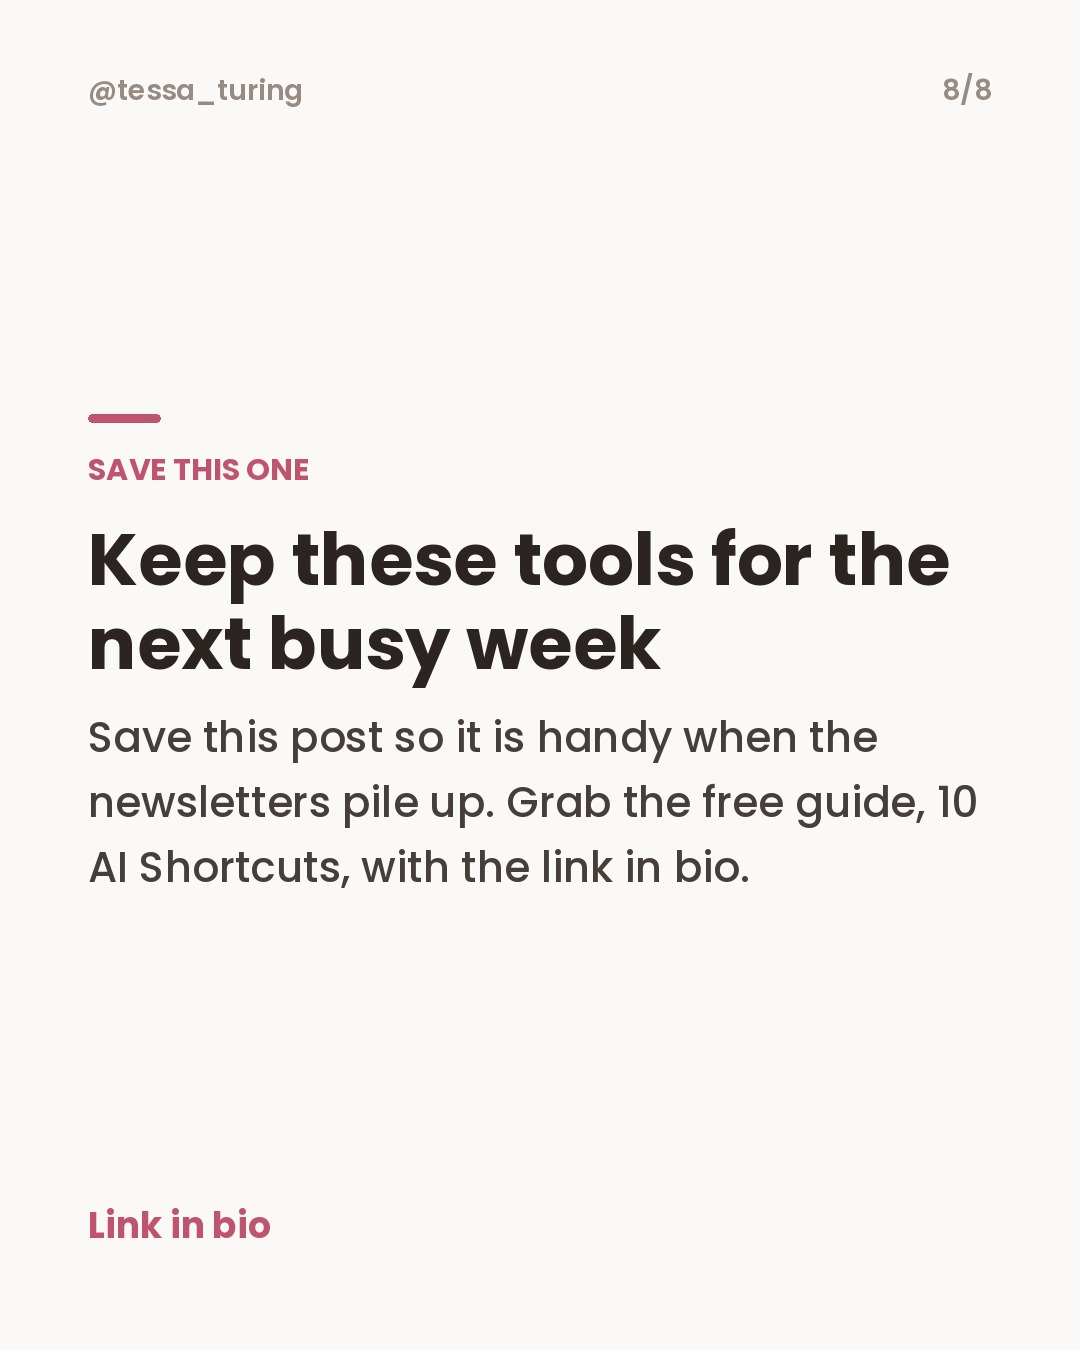 @tessa_turing
8/8
SAVE THIS ONE
Keep these tools for the
next busy week
Save this post so it is handy when the
newsletters pile up. Grab the free guide, 10
AI Shortcuts, with the link in bio.
Link in bio